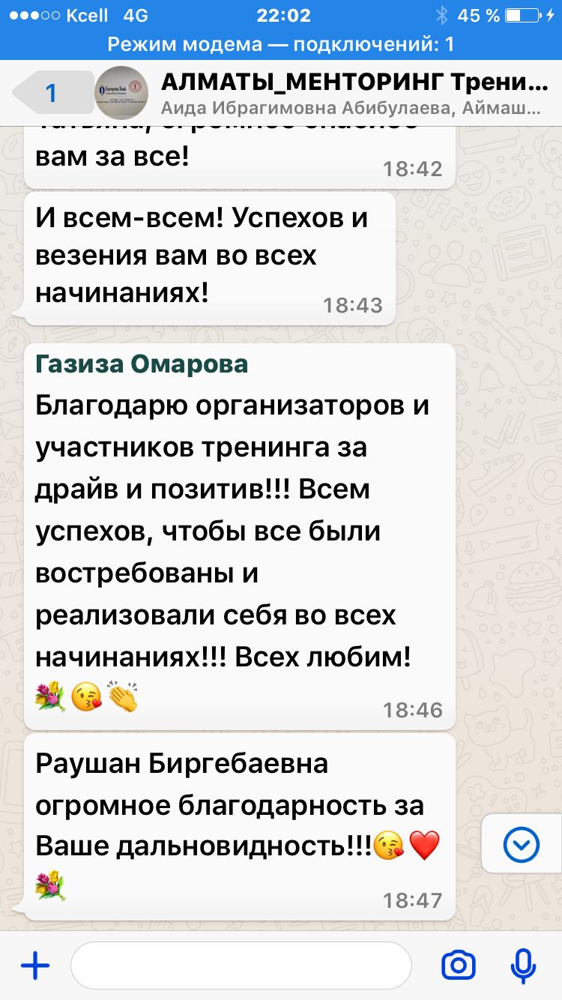 Kcell 4G 22:02 45 %
Режим модема — подключений: 1
1
European Bank
АЛМАТЫ_МЕНТОРИНГ Трени...
Аида Ибрагимовна Абибулаева, Аймаш...
вам за все!
18:42
И всем-всем! Успехов и
везения вам во всех
начинаниях!
18:43
Газиза Омарова
Благодарю организаторов и
участников тренинга за
драйв и позитив!!! Всем
успехов, чтобы все были
востребованы и
реализовали себя во всех
начинаниях!!! Всех любим!
💐😘👏
18:46
Раушан Биргебаевна
огромное благодарность за
Ваше дальновидность!!!😘❤️
💐
18:47